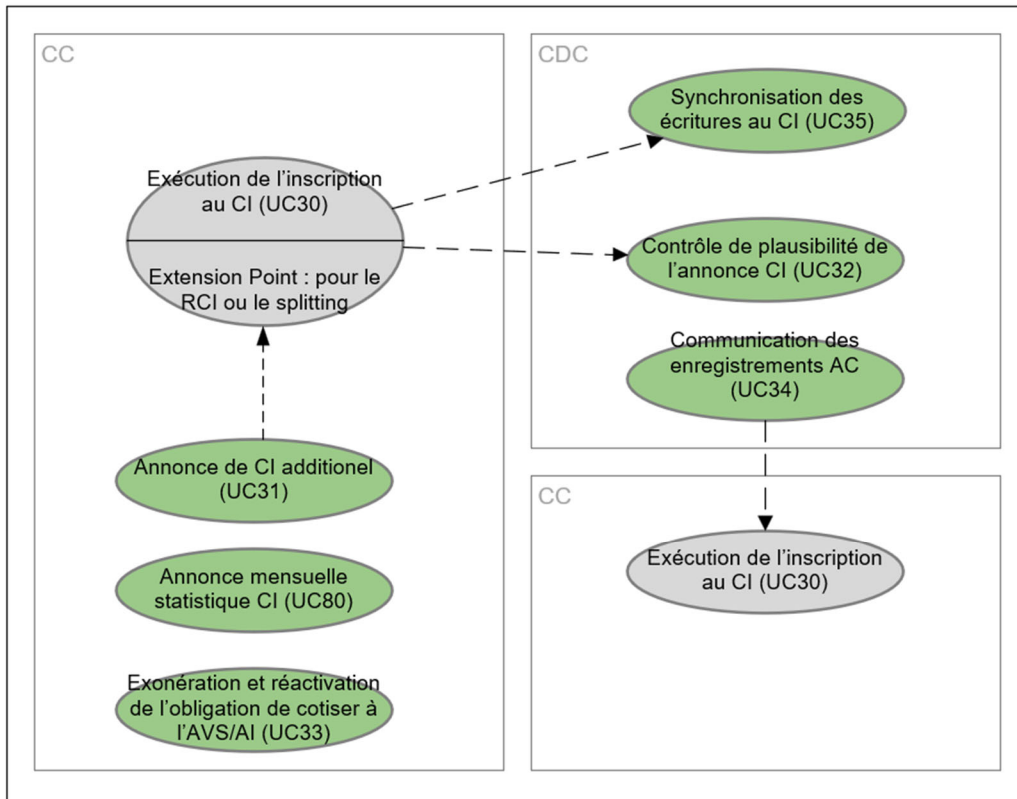 CC
Exécution de l'inscription
au CI (UC30)
Extension Point : pour le
RCI ou le splitting
Annonce de CI additionel
(UC31)
Annonce mensuelle
statistique CI (UC80)
Exonération et réactivation
de l'obligation de cotiser à
l'AVS/AI (UC33)
CDC
Synchronisation des
écritures au CI (UC35)
Contrôle de plausibilité de
l'annonce CI (UC32)
Communication des
enregistrements AC
(UC34)
CC
Exécution de l'inscription
au CI (UC30)